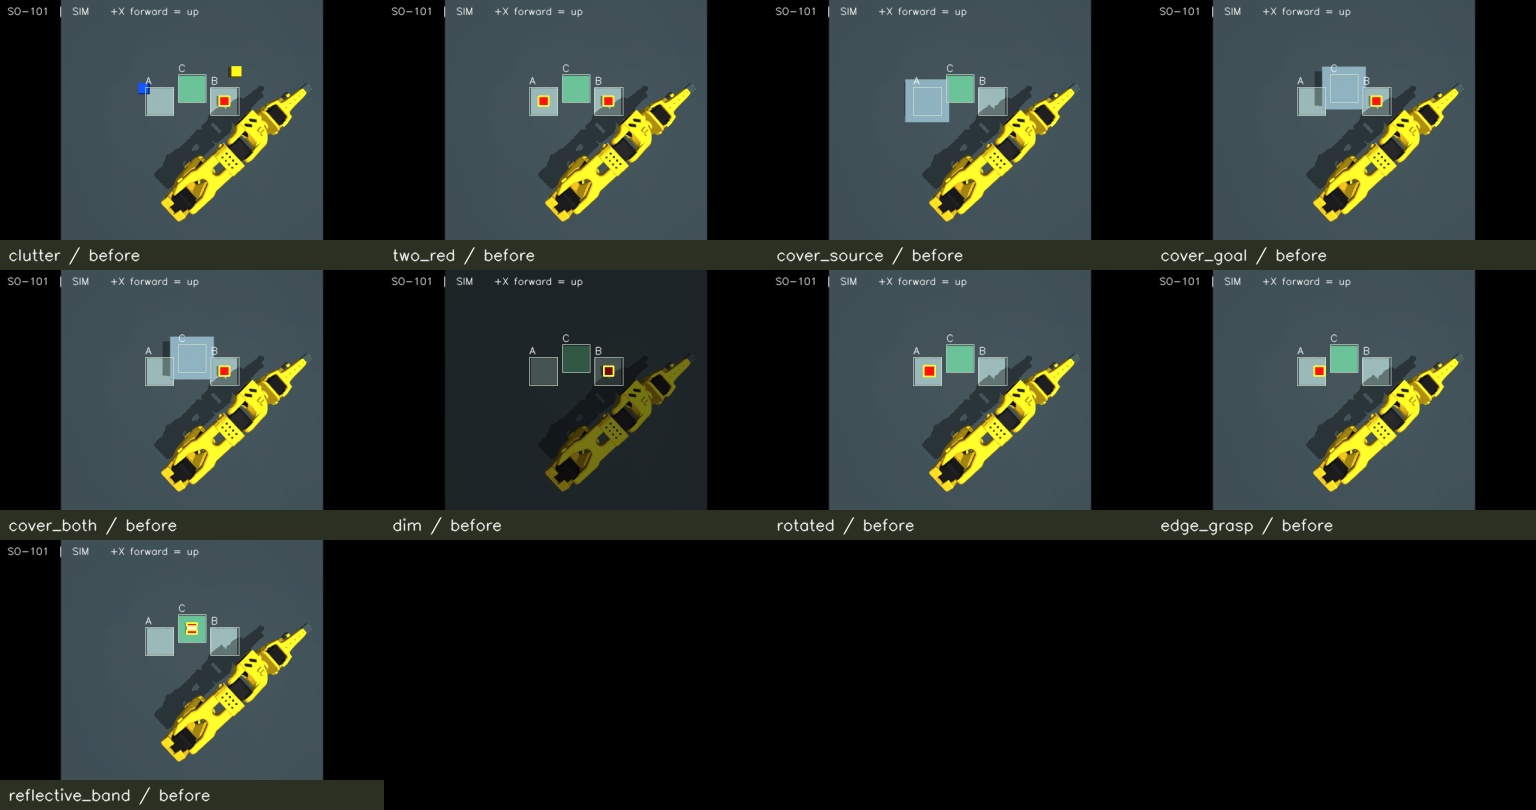 SO-101 | SIM +X forward = up
A C B
clutter / before
SO-101 | SIM +X forward = up
A C B
two_red / before
SO-101 | SIM +X forward = up
A C B
cover_source / before
SO-101 | SIM +X forward = up
A C B
cover_goal / before
SO-101 | SIM +X forward = up
A C B
cover_both / before
SO-101 | SIM +X forward = up
A C B
dim / before
SO-101 | SIM +X forward = up
A C B
rotated / before
SO-101 | SIM +X forward = up
A C B
edge_grasp / before
SO-101 | SIM +X forward = up
A C B
reflective_band / before